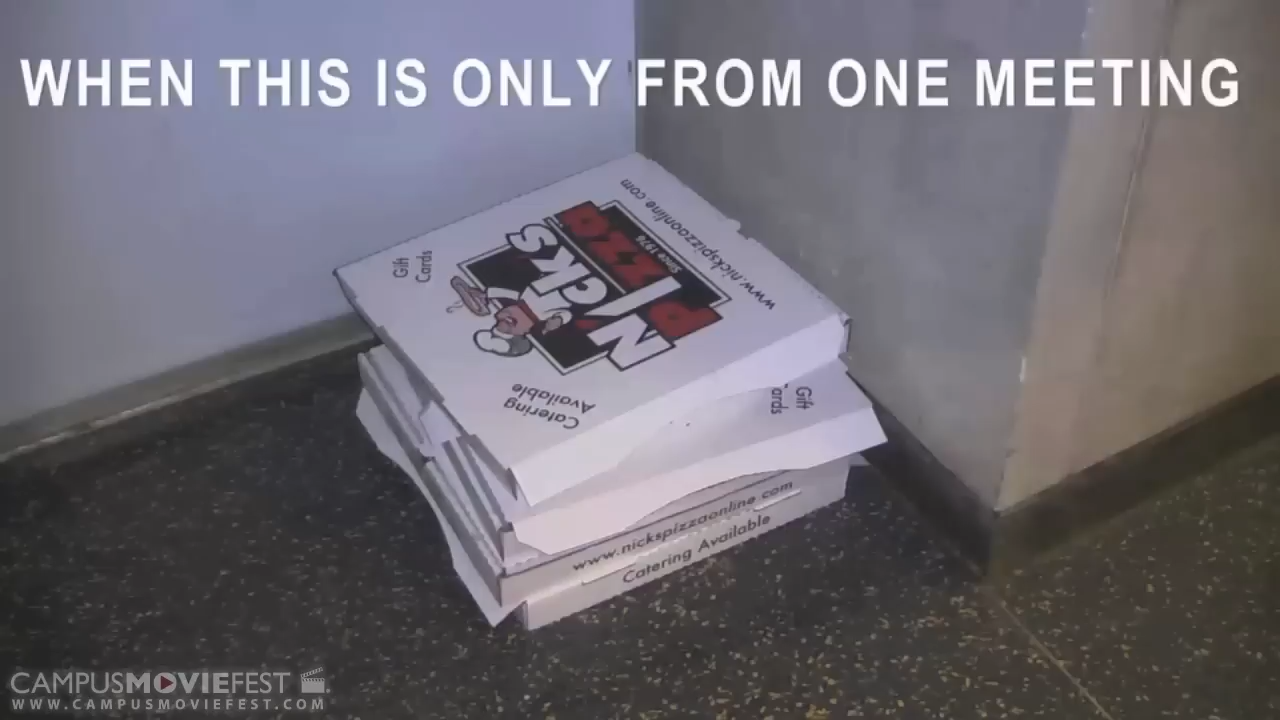 WHEN THIS IS ONLY FROM ONE MEETING
www.nickspizzaonline.com
Since 1976
Nick's
Pizza
Gift
Cards
Catering
Available
Gift
ards
www.nickspizzaonline.com
Catering Available
CAMPUSMOVIEFEST
WWW.CAMPUSMOVIEFEST.COM